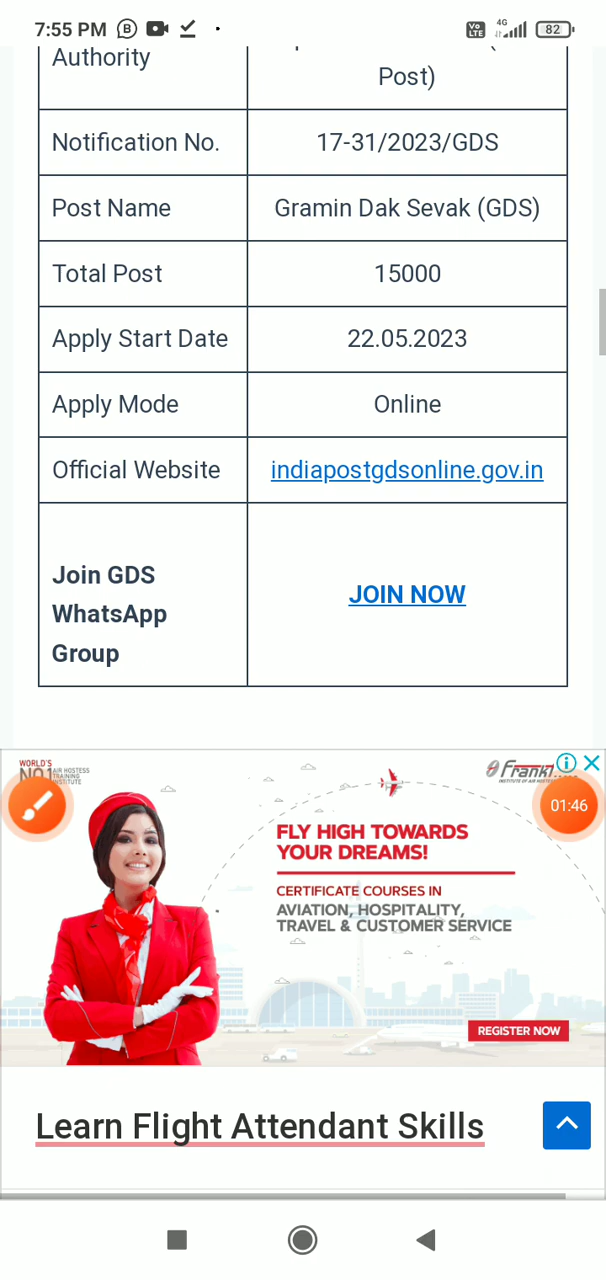 7:55 PM
4G
Vo LTE
82
Authority
Post)
Notification No. 17-31/2023/GDS
Post Name Gramin Dak Sevak (GDS)
Total Post 15000
Apply Start Date 22.05.2023
Apply Mode Online
Official Website indiapostgdsonline.gov.in
Join GDS
WhatsApp
Group
JOIN NOW
WORLD'S
NO.1 AIR HOSTESS
TRAINING
INSTITUTE
01:46
FLY HIGH TOWARDS
YOUR DREAMS!
CERTIFICATE COURSES IN
AVIATION, HOSPITALITY,
TRAVEL & CUSTOMER SERVICE
REGISTER NOW
Learn Flight Attendant Skills